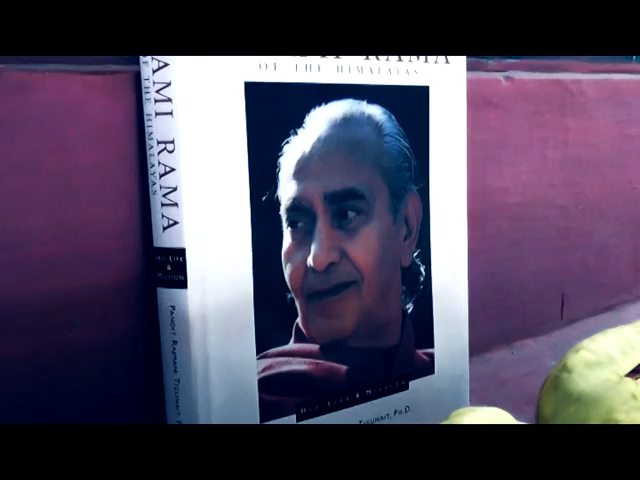 AMI RAMA
OF THE HIMALAYAS
HIS LIFE
&
MISSION
PANDIT RAJMANI TIGUNAIT, P
RAMA
OF THE HIMALAYAS
HIS LIFE & MISSION
TIGUNAIT, PH.D.